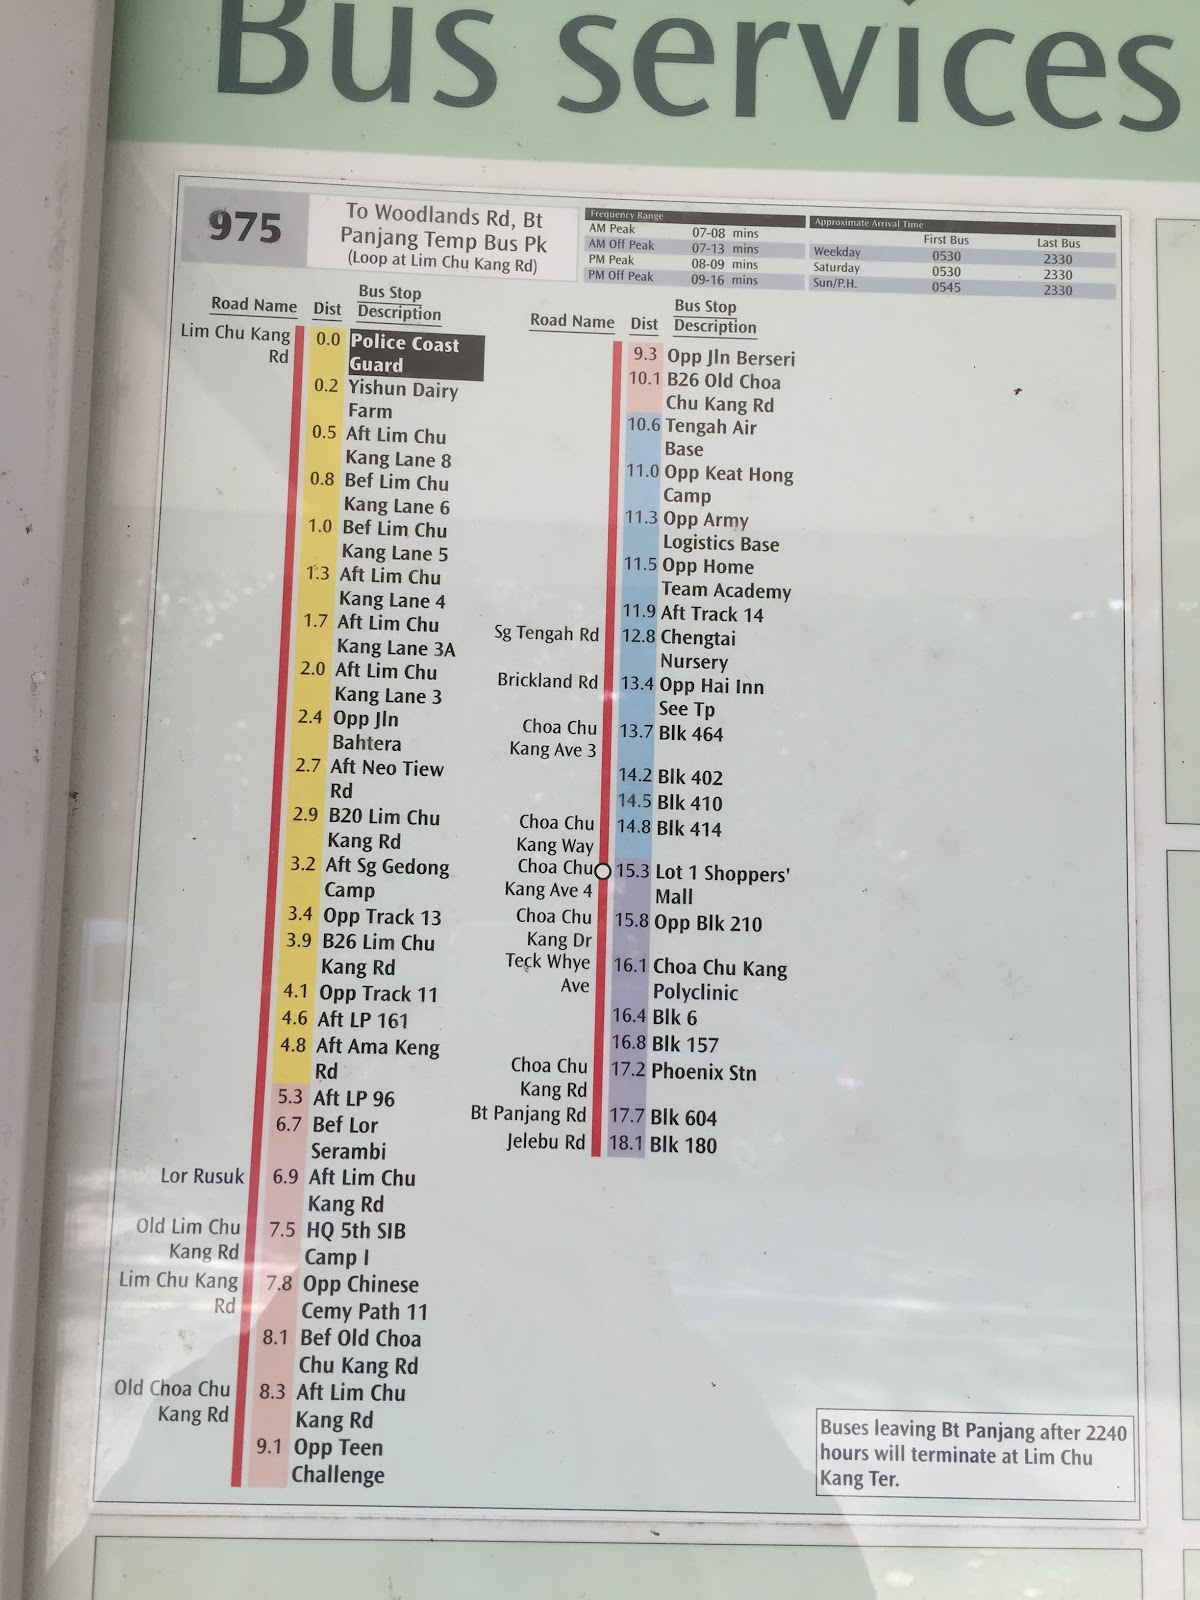 Bus services
975
To Woodlands Rd, Bt
Panjang Temp Bus Pk
(Loop at Lim Chu Kang Rd)
Frequency Range
AM Peak 07-08 mins
AM Off Peak 07-13 mins
PM Peak 08-09 mins
PM Off Peak 09-16 mins
Approximate Arrival Time
First Bus Last Bus
Weekday 0530 2330
Saturday 0530 2330
Sun/P.H. 0545 2330
Road Name Dist Bus Stop
Description
Lim Chu Kang 0.0 Police Coast
Rd Guard
0.2 Yishun Dairy
Farm
0.5 Aft Lim Chu
Kang Lane 8
0.8 Bef Lim Chu
Kang Lane 6
1.0 Bef Lim Chu
Kang Lane 5
1.3 Aft Lim Chu
Kang Lane 4
1.7 Aft Lim Chu
Kang Lane 3A
2.0 Aft Lim Chu
Kang Lane 3
2.4 Opp Jln
Bahtera
2.7 Aft Neo Tiew
Rd
2.9 B20 Lim Chu
Kang Rd
3.2 Aft Sg Gedong
Camp
3.4 Opp Track 13
3.9 B26 Lim Chu
Kang Rd
4.1 Opp Track 11
4.6 Aft LP 161
4.8 Aft Ama Keng
Rd
5.3 Aft LP 96
6.7 Bef Lor
Serambi
Lor Rusuk 6.9 Aft Lim Chu
Kang Rd
Old Lim Chu 7.5 HQ 5th SIB
Kang Rd Camp I
Lim Chu Kang 7.8 Opp Chinese
Rd Cemy Path 11
8.1 Bef Old Choa
Chu Kang Rd
Old Choa Chu 8.3 Aft Lim Chu
Kang Rd Kang Rd
9.1 Opp Teen
Challenge
Road Name Dist Bus Stop
Description
9.3 Opp Jln Berseri
10.1 B26 Old Choa
Chu Kang Rd
10.6 Tengah Air
Base
11.0 Opp Keat Hong
Camp
11.3 Opp Army
Logistics Base
11.5 Opp Home
Team Academy
11.9 Aft Track 14
Sg Tengah Rd 12.8 Chengtai
Nursery
Brickland Rd 13.4 Opp Hai Inn
See Tp
Choa Chu 13.7 Blk 464
Kang Ave 3
14.2 Blk 402
14.5 Blk 410
Choa Chu 14.8 Blk 414
Kang Way
Choa Chu 15.3 Lot 1 Shoppers'
Kang Ave 4 Mall
Choa Chu 15.8 Opp Blk 210
Kang Dr
Teck Whye 16.1 Choa Chu Kang
Ave Polyclinic
16.4 Blk 6
16.8 Blk 157
Choa Chu 17.2 Phoenix Stn
Kang Rd
Bt Panjang Rd 17.7 Blk 604
Jelebu Rd 18.1 Blk 180
Buses leaving Bt Panjang after 2240
hours will terminate at Lim Chu
Kang Ter.